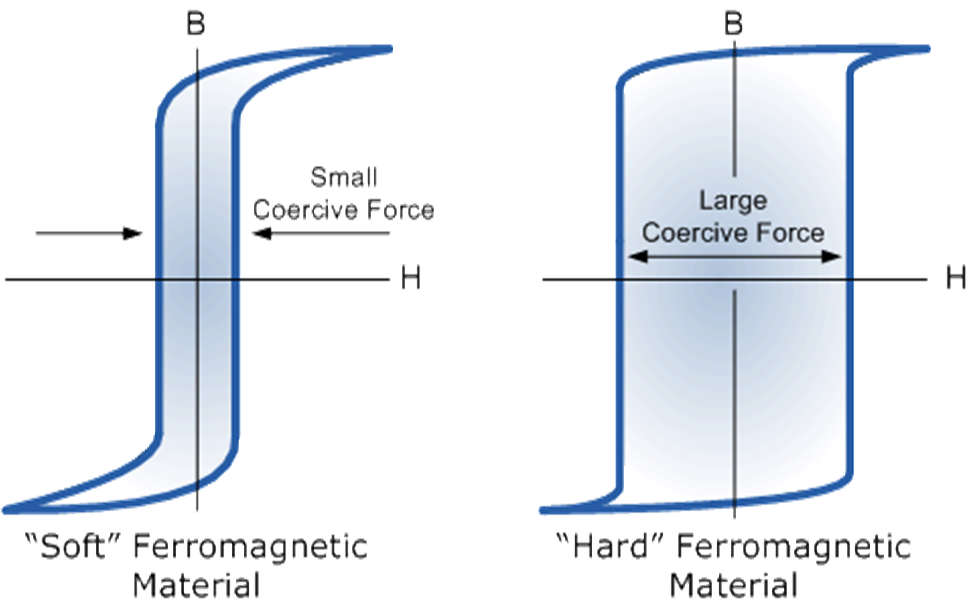 B
Small
Coercive Force
H
“Soft” Ferromagnetic
Material
B
Large
Coercive Force
H
“Hard” Ferromagnetic
Material